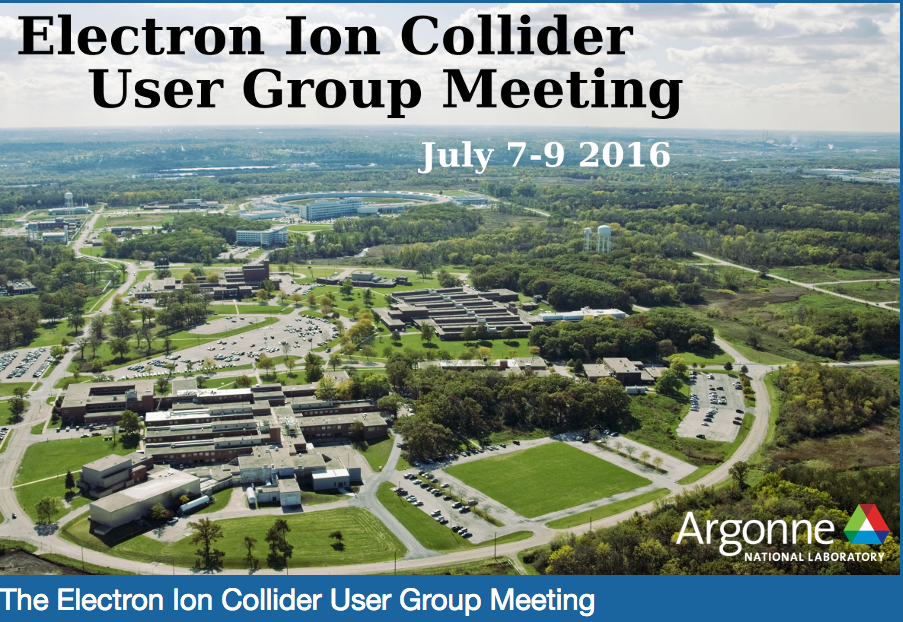 Electron Ion Collider
User Group Meeting
July 7-9 2016
Argonne
NATIONAL LABORATORY
The Electron Ion Collider User Group Meeting